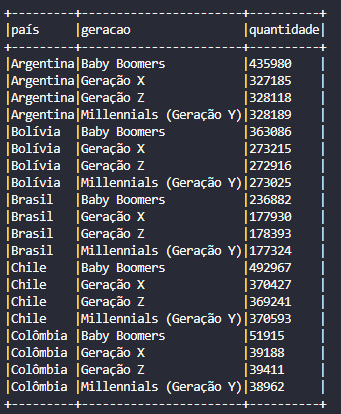 +---------+-----------------------+----------+
|país     |geracao                |quantidade|
+---------+-----------------------+----------+
|Argentina|Baby Boomers           |435980    |
|Argentina|Geração X              |327185    |
|Argentina|Geração Z              |328118    |
|Argentina|Millennials (Geração Y)|328189    |
|Bolívia  |Baby Boomers           |363086    |
|Bolívia  |Geração X              |273215    |
|Bolívia  |Geração Z              |272916    |
|Bolívia  |Millennials (Geração Y)|273025    |
|Brasil   |Baby Boomers           |236882    |
|Brasil   |Geração X              |177930    |
|Brasil   |Geração Z              |178393    |
|Brasil   |Millennials (Geração Y)|177324    |
|Chile    |Baby Boomers           |492967    |
|Chile    |Geração X              |370427    |
|Chile    |Geração Z              |369241    |
|Chile    |Millennials (Geração Y)|370593    |
|Colômbia |Baby Boomers           |51915     |
|Colômbia |Geração X              |39188     |
|Colômbia |Geração Z              |39411     |
|Colômbia |Millennials (Geração Y)|38962     |
+---------+-----------------------+----------+